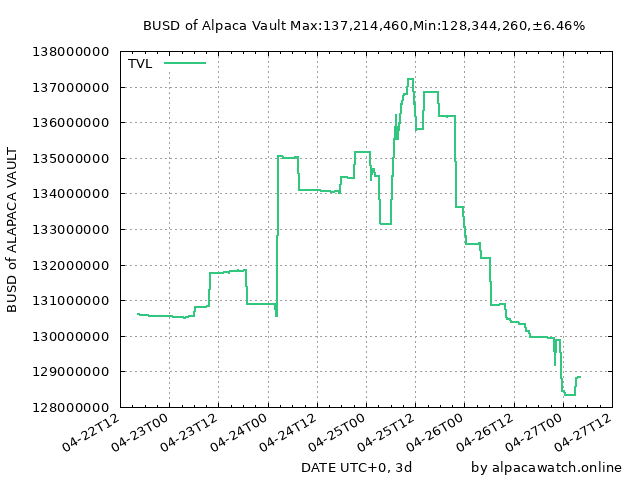 BUSD of Alpaca Vault Max:137,214,460,Min:128,344,260,±6.46%
TVL
138000000
137000000
136000000
135000000
134000000
133000000
132000000
131000000
130000000
129000000
128000000
BUSD of ALAPACA VAULT
04-22T12
04-23T00
04-23T12
04-24T00
04-24T12
04-25T00
04-25T12
04-26T00
04-26T12
04-27T00
04-27T12
DATE UTC+0, 3d
by alpacawatch.online